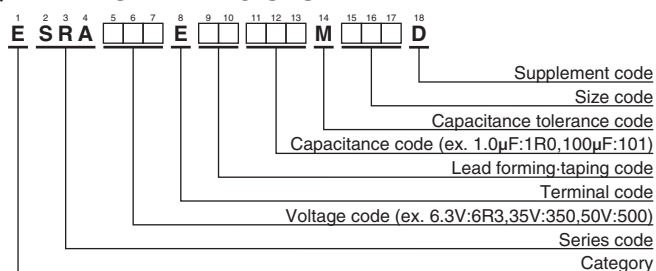 1 2 3 4 5 6 7 8 9 10 11 12 13 14 15 16 17 18
E SRA E M D
Supplement code
Size code
Capacitance tolerance code
Capacitance code (ex. 1.0µF:1R0,100µF:101)
Lead forming·taping code
Terminal code
Voltage code (ex. 6.3V:6R3,35V:350,50V:500)
Series code
Category